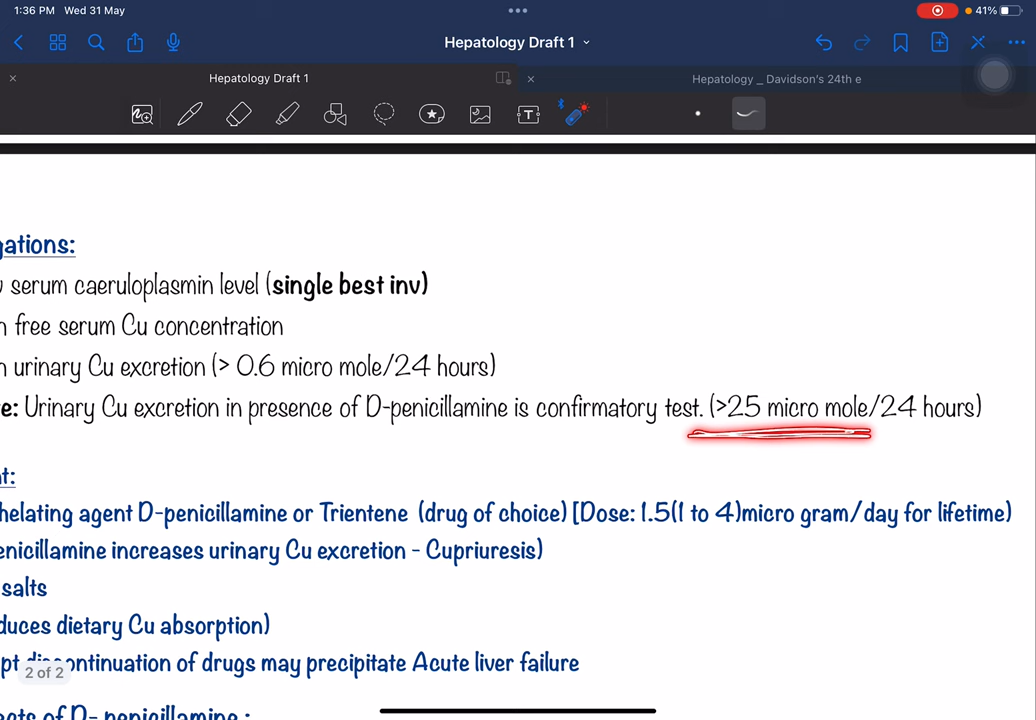 1:36 PM Wed 31 May
41%
Hepatology Draft 1
Hepatology Draft 1
Hepatology _ Davidson's 24th e
T
gations:
serum caeruloplasmin level (single best inv)
free serum Cu concentration
urinary Cu excretion (> 0.6 micro mole/24 hours)
e: Urinary Cu excretion in presence of D-penicillamine is confirmatory test. (>25 micro mole/24 hours)
t:
helating agent D-penicillamine or Trientene (drug of choice) [Dose: 1.5(1 to 4)micro gram/day for lifetime)
enicillamine increases urinary Cu excretion - Cupriuresis)
salts
duces dietary Cu absorption)
pt discontinuation of drugs may precipitate Acute liver failure
2 of 2
ects of D- penicillamine :